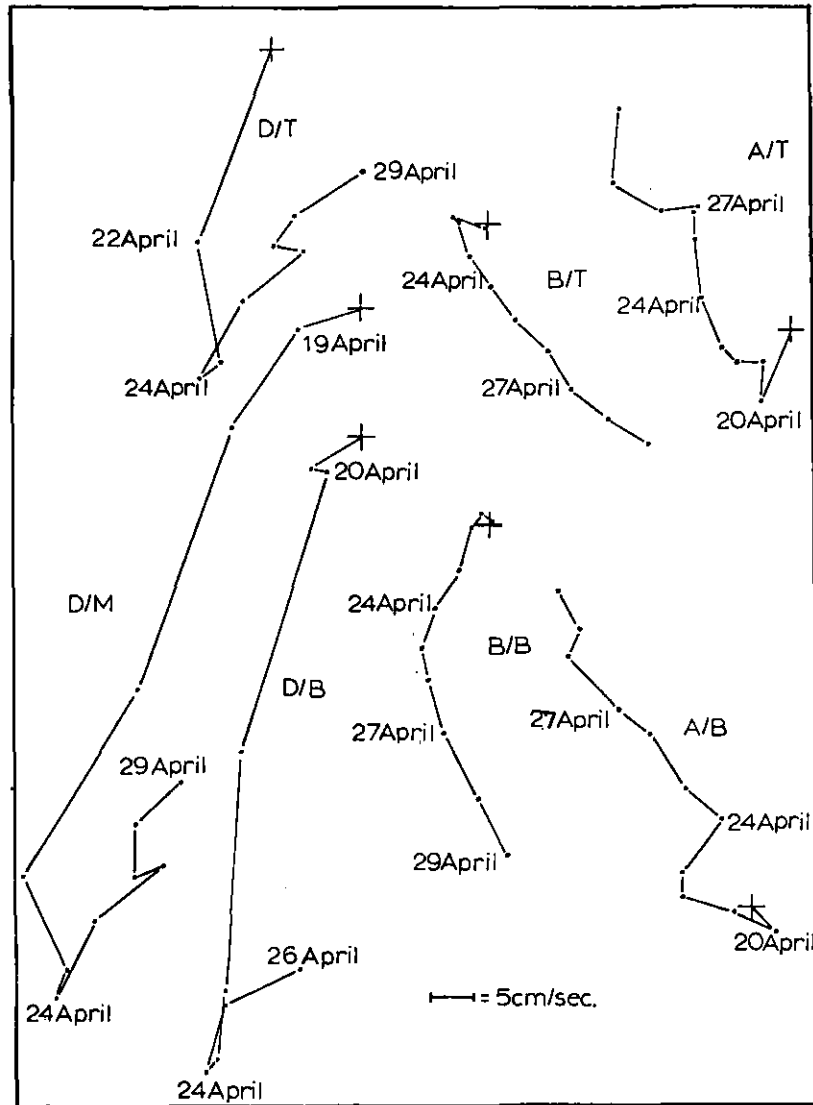 D/T
A/T
29April
27April
22April
24April
B/T
24April
19April
24April
27April
20April
20April
D/M
24April
B/B
D/B
27April
A/B
27April
29April
24April
29April
20April
26April
= 5cm/sec.
24April
24April